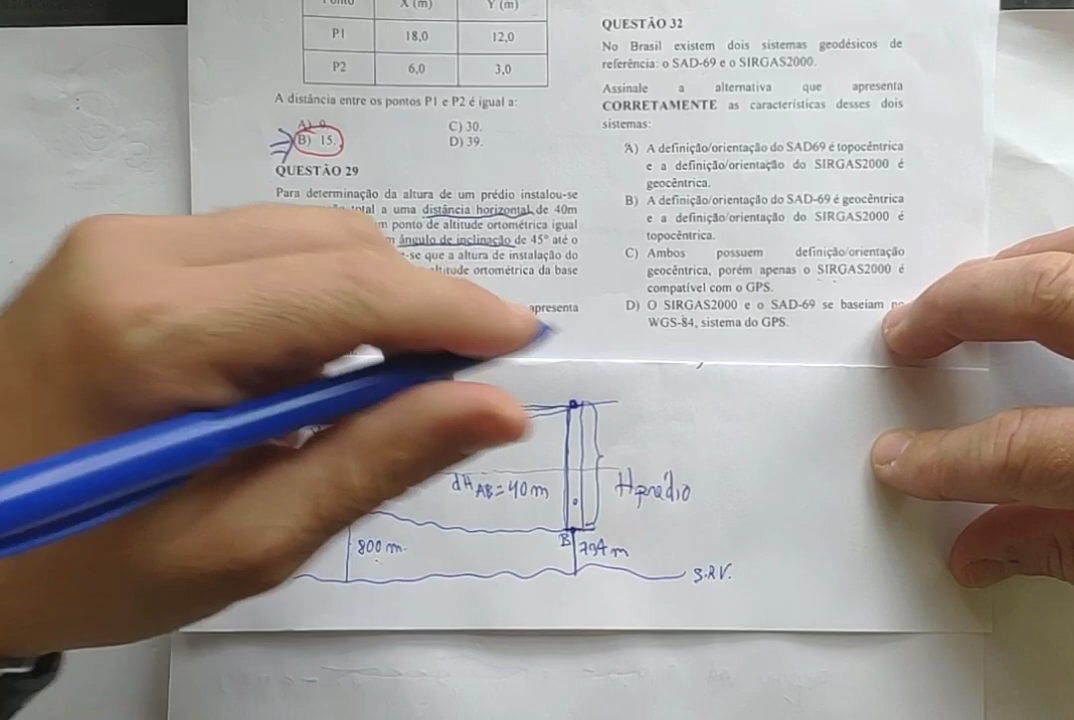 X (m) Y (m)
P1 18,0 12,0
P2 6,0 3,0
A distância entre os pontos P1 e P2 é igual a:
A) 9. C) 30.
B) 15. D) 39.
QUESTÃO 29
Para determinação da altura de um prédio instalou-se
total a uma distância horizontal de 40m
ponto de altitude ortométrica igual
ângulo de inclinação de 45° até o
-se que a altura de instalação do
altitude ortométrica da base
apresenta
QUESTÃO 32
No Brasil existem dois sistemas geodésicos de
referência: o SAD-69 e o SIRGAS2000.
Assinale a alternativa que apresenta
CORRETAMENTE as características desses dois
sistemas:
A) A definição/orientação do SAD69 é topocêntrica
e a definição/orientação do SIRGAS2000 é
geocêntrica.
B) A definição/orientação do SAD-69 é geocêntrica
e a definição/orientação do SIRGAS2000 é
topocêntrica.
C) Ambos possuem definição/orientação
geocêntrica, porém apenas o SIRGAS2000 é
compatível com o GPS.
D) O SIRGAS2000 e o SAD-69 se baseiam
WGS-84, sistema do GPS.
dH AB = 40 m Hprédio
800 m. B 794 m
S.R.V.